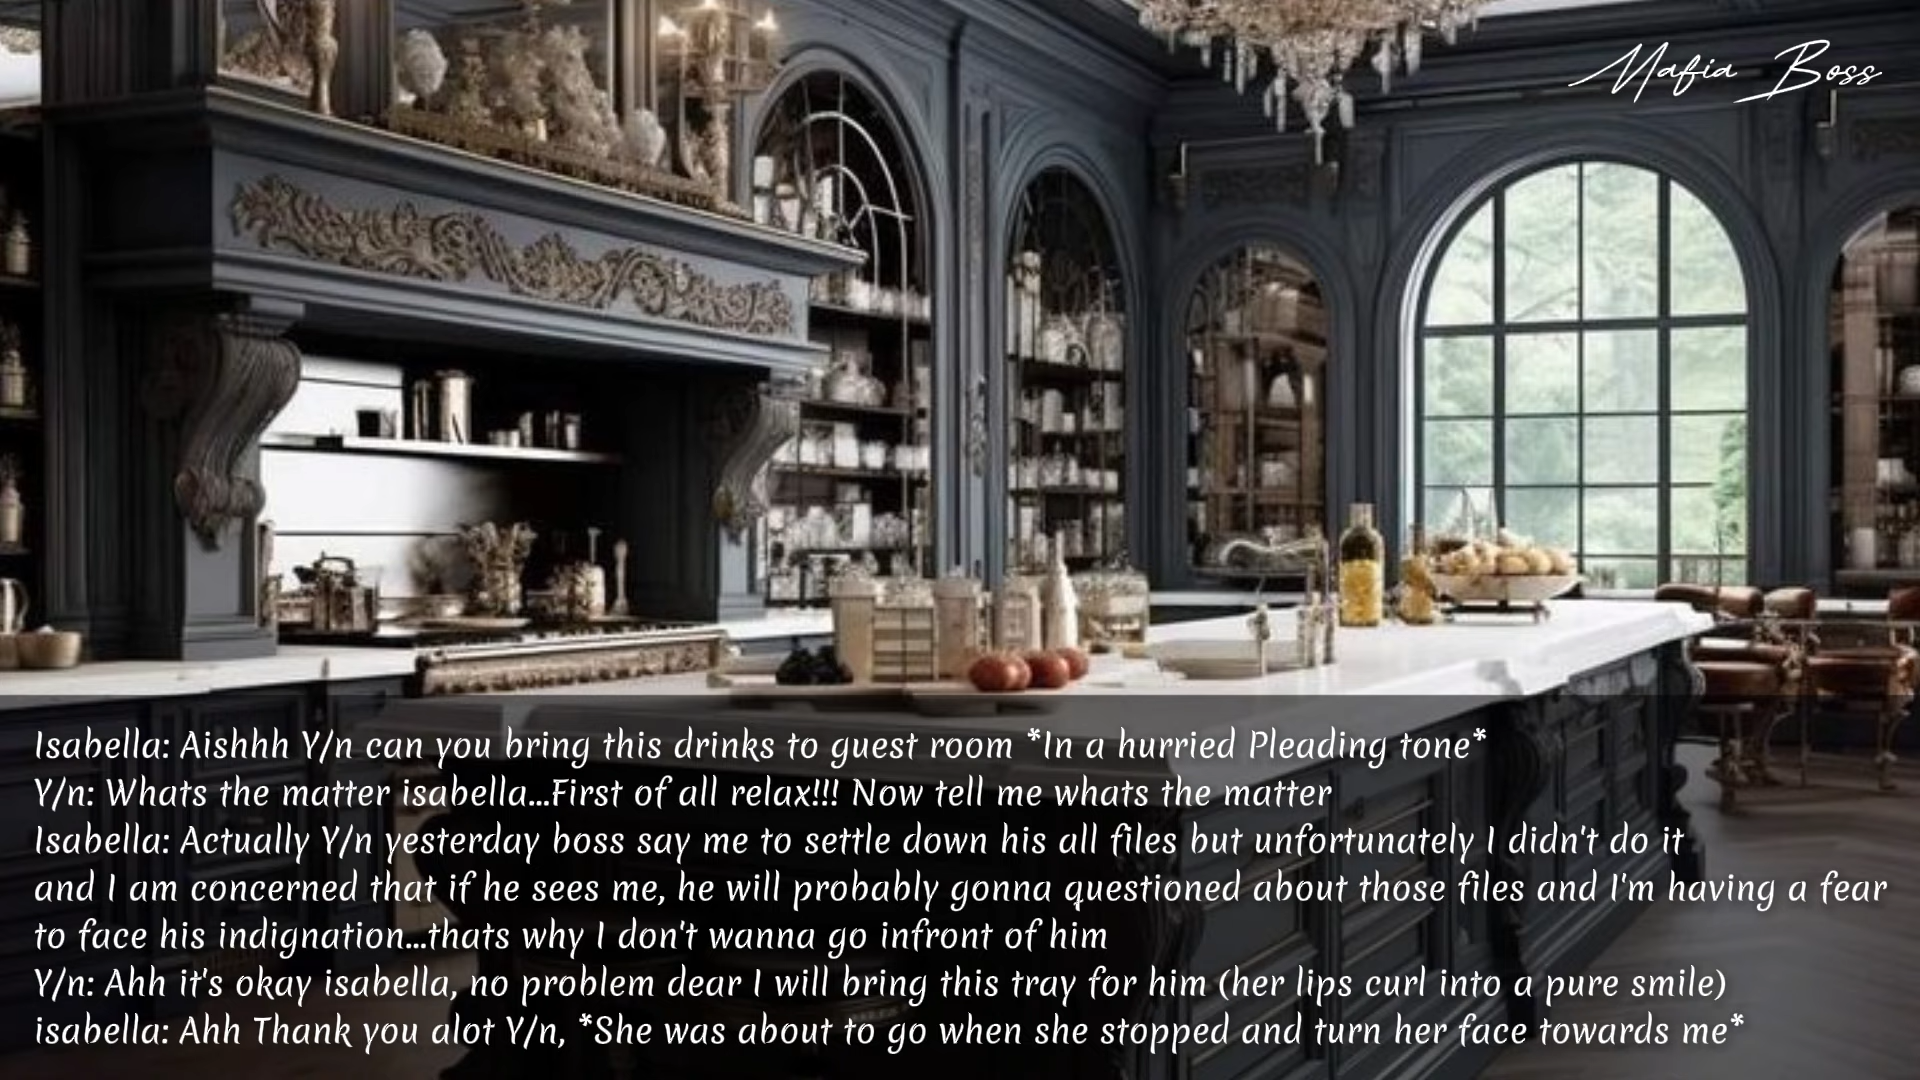 Mafia Boss
Isabella: Aishhh Y/n can you bring this drinks to guest room *In a hurried Pleading tone*
Y/n: Whats the matter isabella...First of all relax!!! Now tell me whats the matter
Isabella: Actually Y/n yesterday boss say me to settle down his all files but unfortunately I didn't do it
and I am concerned that if he sees me, he will probably gonna questioned about those files and I'm having a fear
to face his indignation...thats why I don't wanna go infront of him
Y/n: Ahh it's okay isabella, no problem dear I will bring this tray for him (her lips curl into a pure smile)
isabella: Ahh Thank you alot Y/n, *She was about to go when she stopped and turn her face towards me*